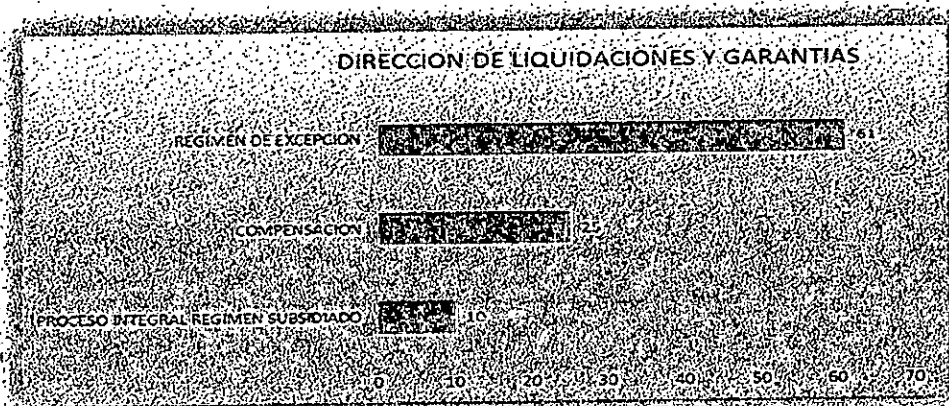 DIRECCION DE LIQUIDACIONES Y GARANTIAS
REGIMEN DE EXCEPCION 61
COMPENSACION 25
PROCESO INTEGRAL REGIMEN SUBSIDIADO 10
0 10 20 30 40 50 60 70